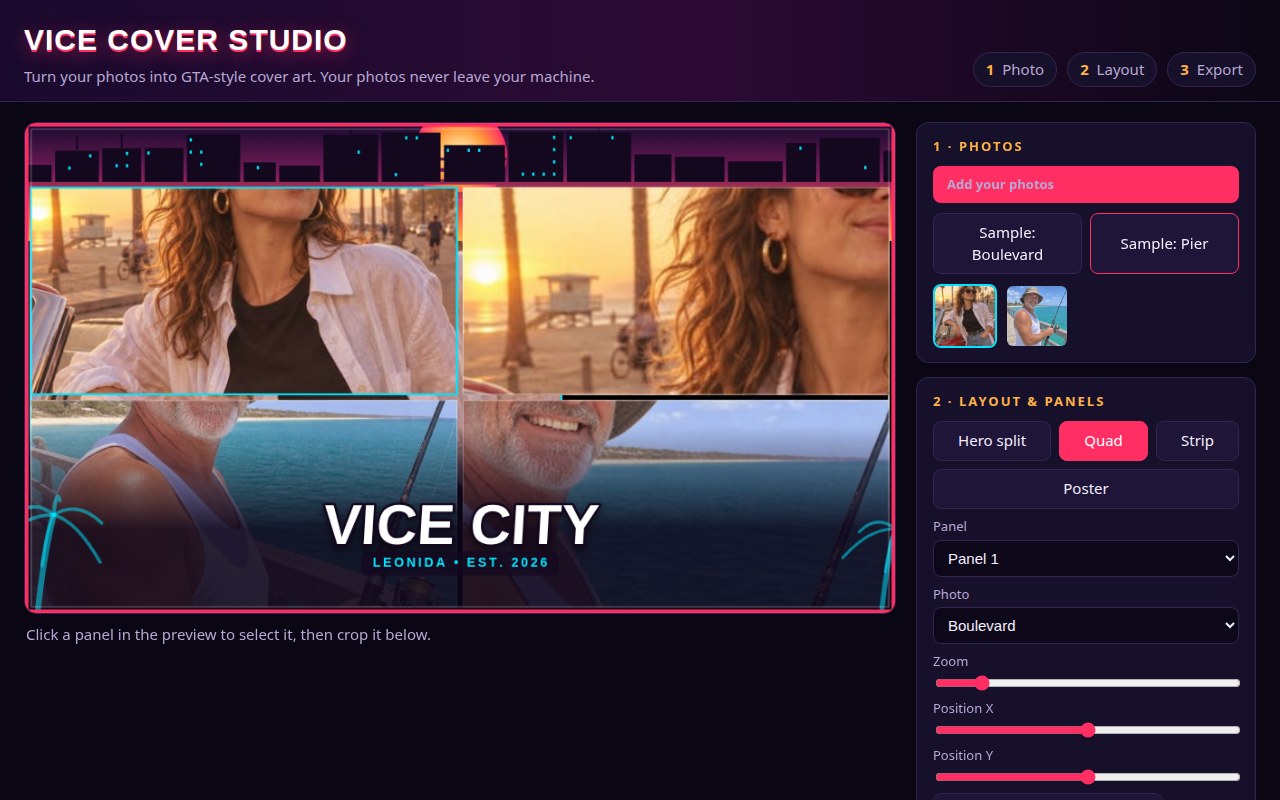 VICE COVER STUDIO
Turn your photos into GTA-style cover art. Your photos never leave your machine.
1 Photo
2 Layout
3 Export
VICE CITY
LEONIDA • EST. 2026
Click a panel in the preview to select it, then crop it below.
1 · PHOTOS
Add your photos
Sample:
Boulevard
Sample: Pier
2 · LAYOUT & PANELS
Hero split
Quad
Strip
Poster
Panel
Panel 1
Photo
Boulevard
Zoom
Position X
Position Y